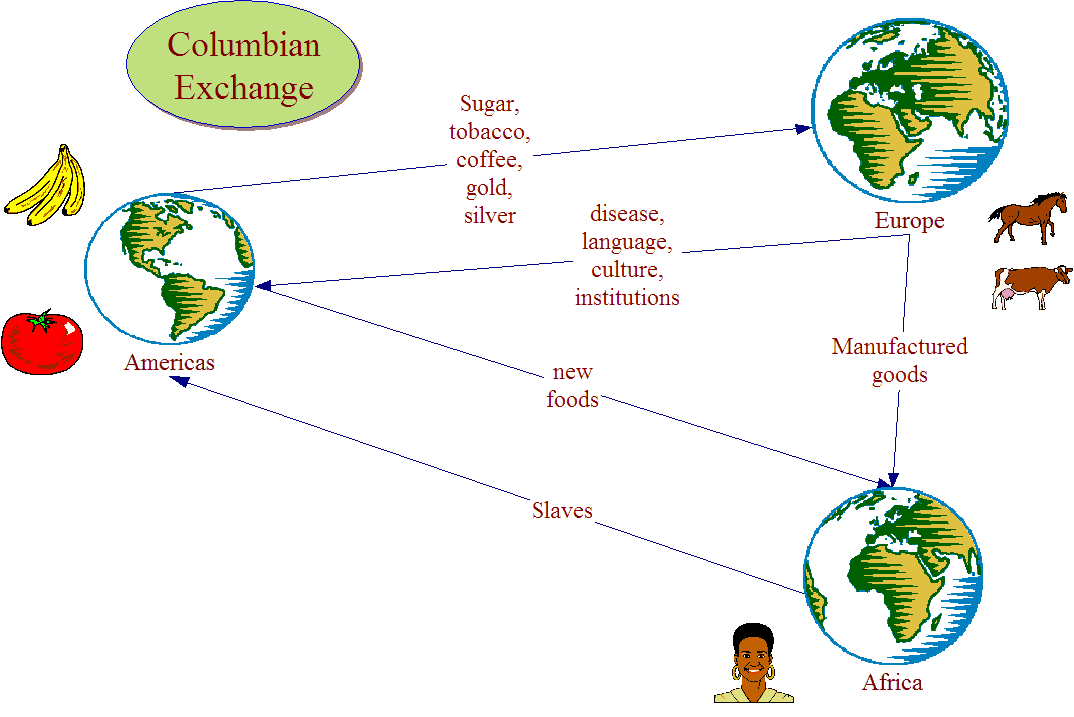 Columbian
Exchange
Sugar,
tobacco,
coffee,
gold,
silver
Europe
disease,
language,
culture,
institutions
Americas
Manufactured
goods
new
foods
Slaves
Africa